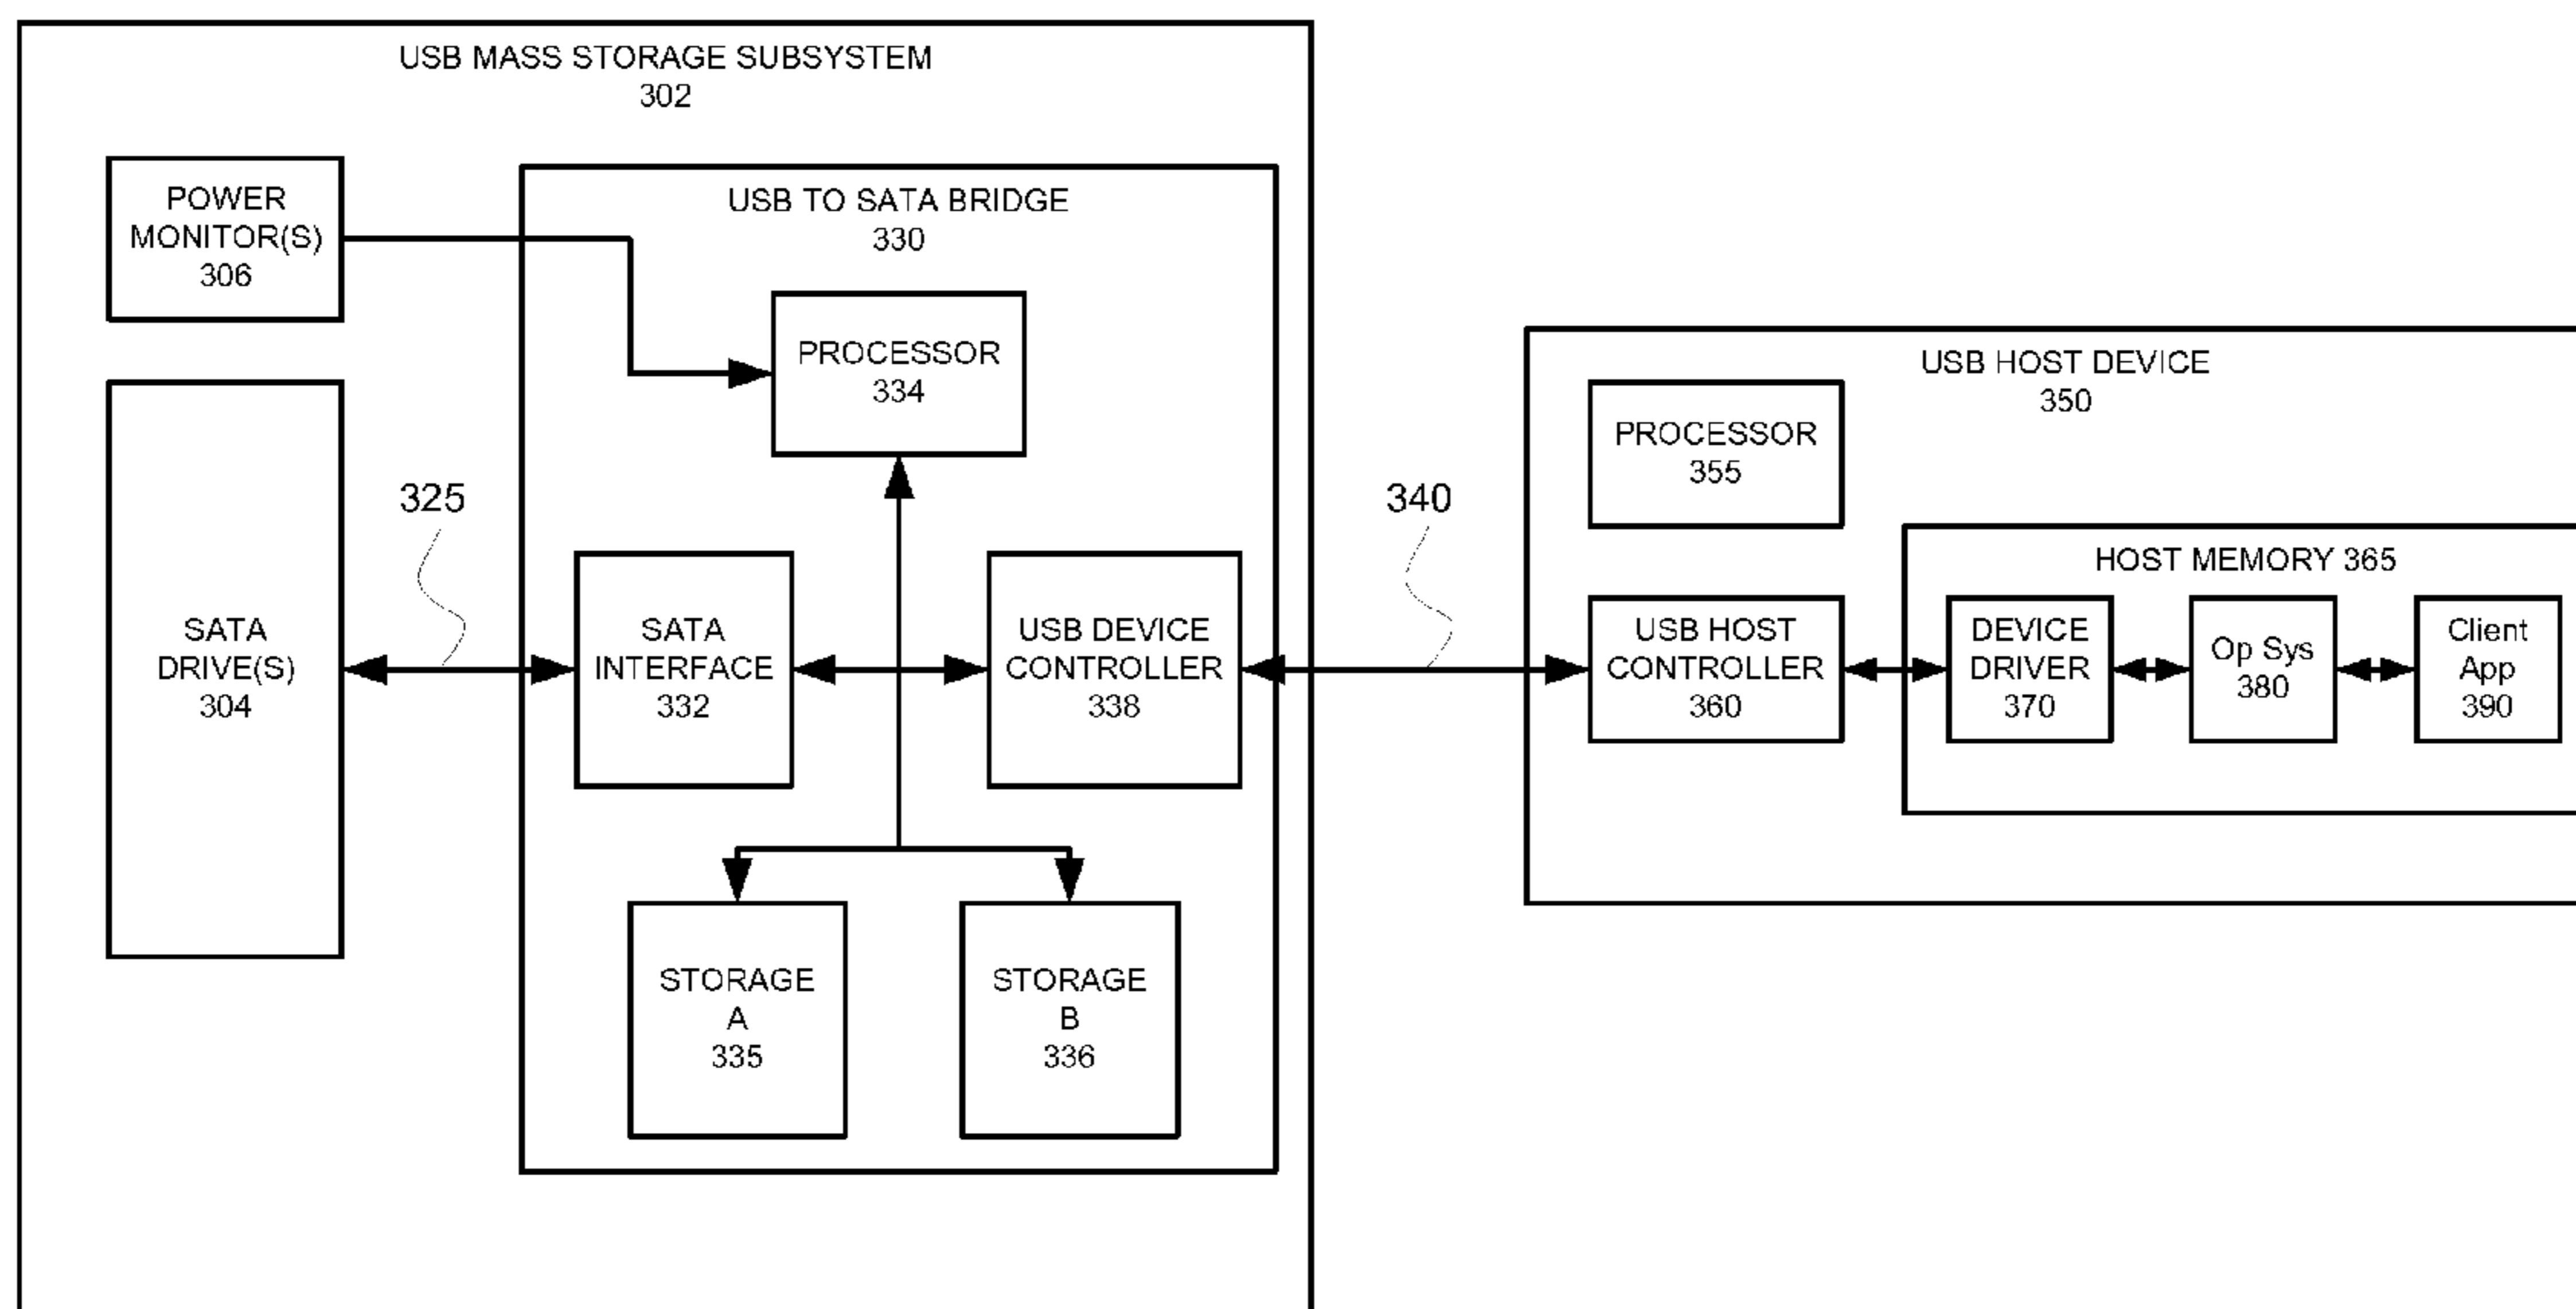 USB MASS STORAGE SUBSYSTEM
302
POWER
MONITOR(S)
306
USB TO SATA BRIDGE
330
PROCESSOR
334
SATA
DRIVE(S)
304
325
SATA
INTERFACE
332
USB DEVICE
CONTROLLER
338
STORAGE
A
335
STORAGE
B
336
340
USB HOST DEVICE
350
PROCESSOR
355
HOST MEMORY 365
USB HOST
CONTROLLER
360
DEVICE
DRIVER
370
Op Sys
380
Client
App
390